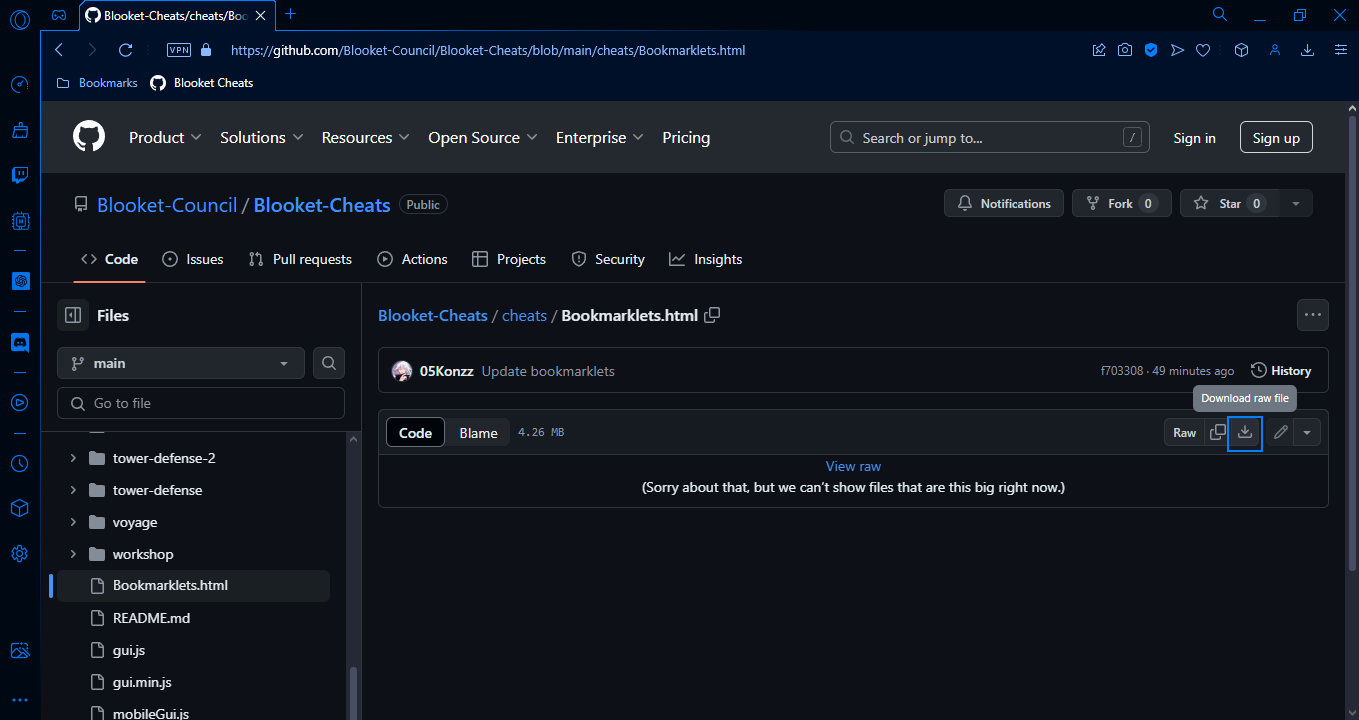 Blooket-Cheats/cheats/Boo
VPN
https://github.com/Blooket-Council/Blooket-Cheats/blob/main/cheats/Bookmarklets.html
Bookmarks
Blooket Cheats
Product
Solutions
Resources
Open Source
Enterprise
Pricing
Search or jump to...
/
Sign in
Sign up
Blooket-Council / Blooket-Cheats
Public
Notifications
Fork 0
Star 0
Code
Issues
Pull requests
Actions
Projects
Security
Insights
Files
main
Go to file
tower-defense-2
tower-defense
voyage
workshop
Bookmarklets.html
README.md
gui.js
gui.min.js
mobileGui.js
Blooket-Cheats / cheats / Bookmarklets.html
05Konzz Update bookmarklets
f703308 · 49 minutes ago
History
Download raw file
Code
Blame
4.26 MB
Raw
View raw
(Sorry about that, but we can’t show files that are this big right now.)